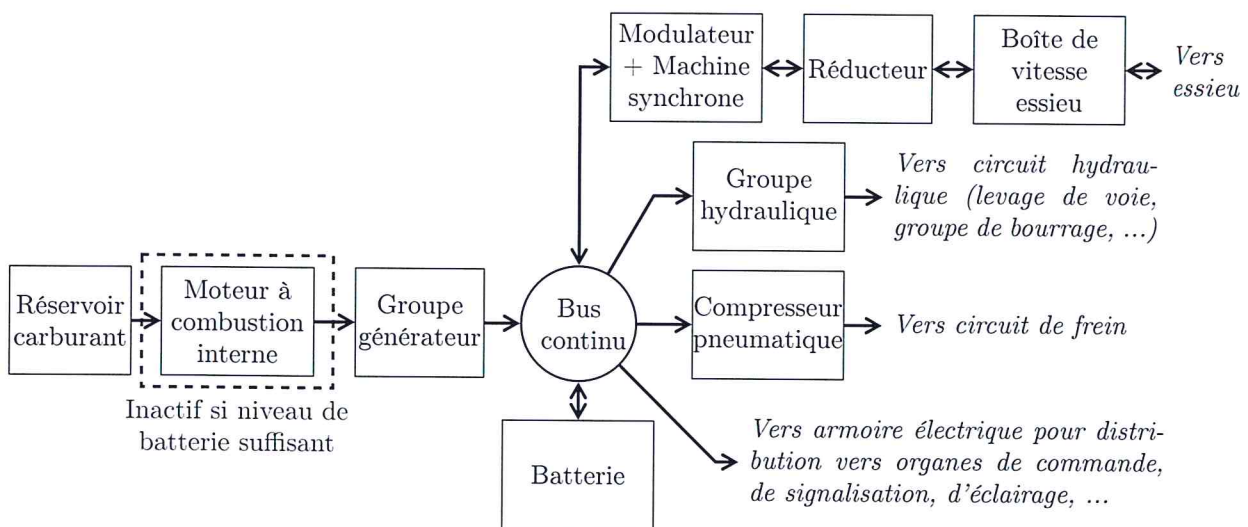 Modulateur
+ Machine
synchrone
Réducteur
Boîte de
vitesse
essieu
Vers
essieu
Groupe
hydraulique
Vers circuit hydrau-
lique (levage de voie,
groupe de bourrage, ...)
Réservoir
carburant
Moteur à
combustion
interne
Groupe
générateur
Bus
continu
Compresseur
pneumatique
Vers circuit de frein
Inactif si niveau de
batterie suffisant
Batterie
Vers armoire électrique pour distri-
bution vers organes de commande,
de signalisation, d'éclairage, ...